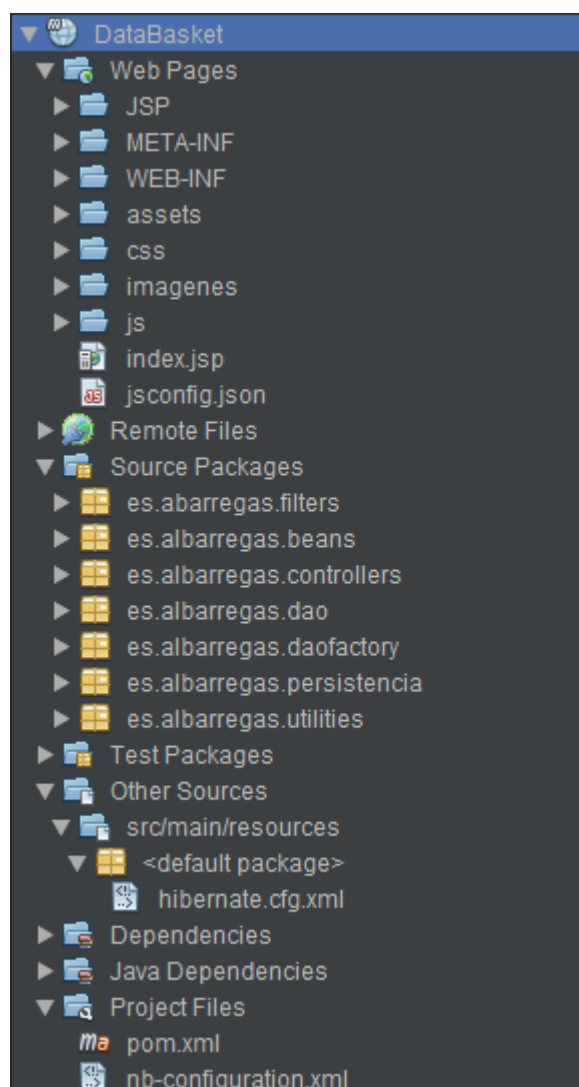 DataBasket
Web Pages
JSP
META-INF
WEB-INF
assets
css
imagenes
js
index.jsp
jsconfig.json
Remote Files
Source Packages
es.abarregas.filters
es.albarregas.beans
es.albarregas.controllers
es.albarregas.dao
es.albarregas.daofactory
es.albarregas.persistencia
es.albarregas.utilities
Test Packages
Other Sources
src/main/resources
<default package>
hibernate.cfg.xml
Dependencies
Java Dependencies
Project Files
pom.xml
nb-configuration.xml